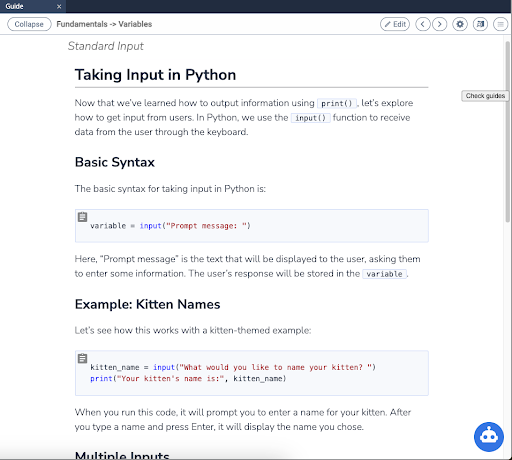 Guide x
Collapse Fundamentals -> Variables Edit
Standard Input
Taking Input in Python
Now that we've learned how to output information using print(), let's explore
how to get input from users. In Python, we use the input() function to receive
data from the user through the keyboard.
Check guides
Basic Syntax
The basic syntax for taking input in Python is:
variable = input("Prompt message: ")
Here, "Prompt message" is the text that will be displayed to the user, asking them
to enter some information. The user's response will be stored in the variable.
Example: Kitten Names
Let's see how this works with a kitten-themed example:
kitten_name = input("What would you like to name your kitten? ")
print("Your kitten's name is:", kitten_name)
When you run this code, it will prompt you to enter a name for your kitten. After
you type a name and press Enter, it will display the name you chose.
Multiple Inputs